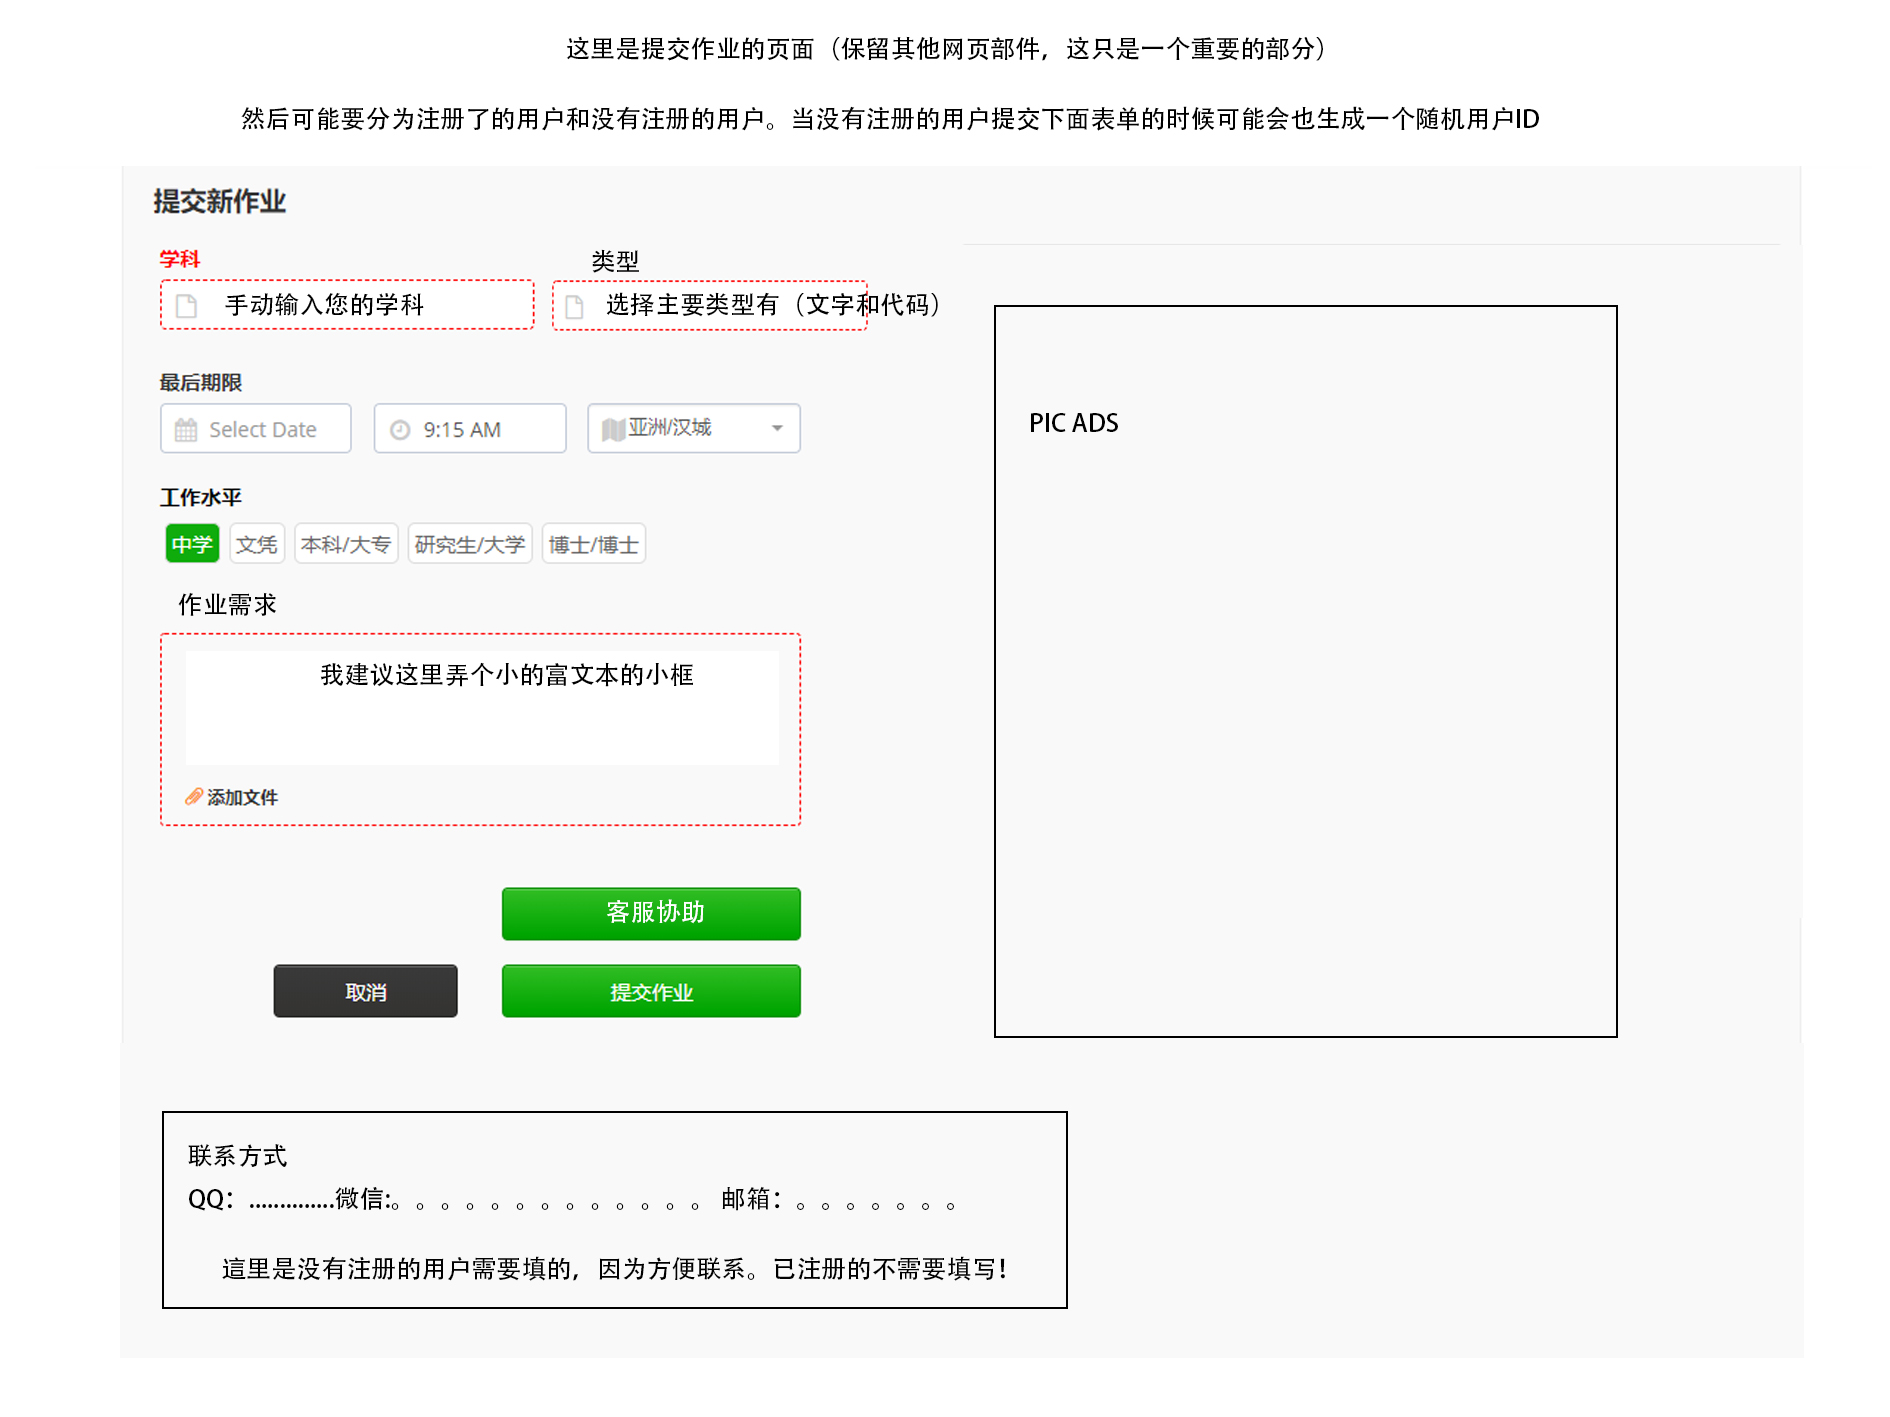 这里是提交作业的页面（保留其他网页部件，这只是一个重要的部分）
然后可能要分为注册了的用户和没有注册的用户。当没有注册的用户提交下面表单的时候可能会也生成一个随机用户ID
提交新作业
学科 类型
手动输入您的学科 选择主要类型有（文字和代码）
最后期限
Select Date 9:15 AM 亚洲/汉城
PIC ADS
工作水平
中学 文凭 本科/大专 研究生/大学 博士/博士
作业需求
我建议这里弄个小的富文本的小框
添加文件
客服协助
取消 提交作业
联系方式
QQ：..............微信:。。。。。。。。。。。。。 邮箱：。。。。。。。
這里是没有注册的用户需要填的，因为方便联系。已注册的不需要填写！